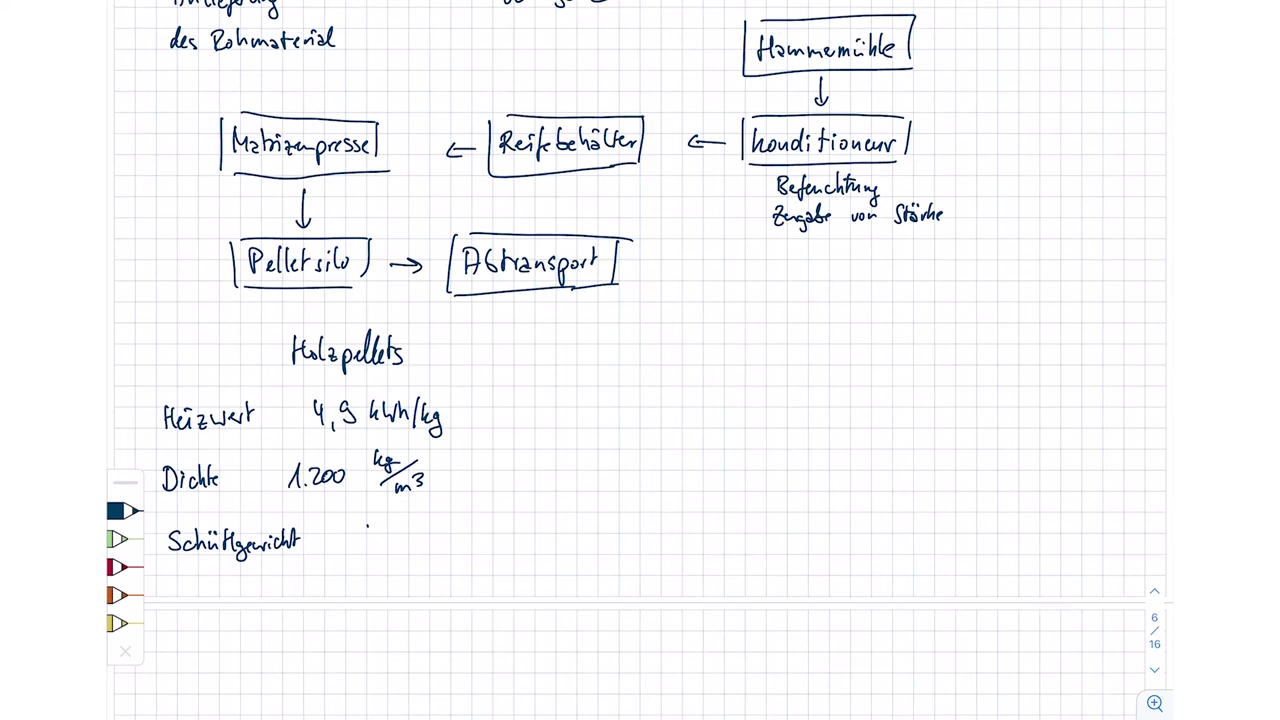 des Rohmaterial
Hammemühle
↓
Matrizenpresse ← Reifebehälter ← Konditioneur
Befeuchtung
Zugabe von Stärke
↓
Pelletsilo → Abtransport
Holzpellets
Heizwert 4,9 kWh/kg
Dichte 1.200 kg/m³
Schüttgewicht
6
/
16